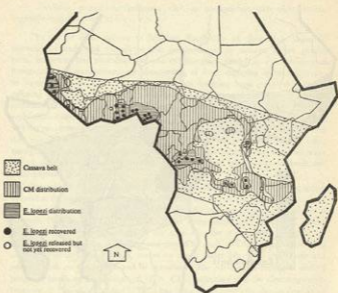 Cassava belt
CM distribution
E. lopezi distribution
E. lopezi recovered
E. lopezi released but
not yet recovered
N